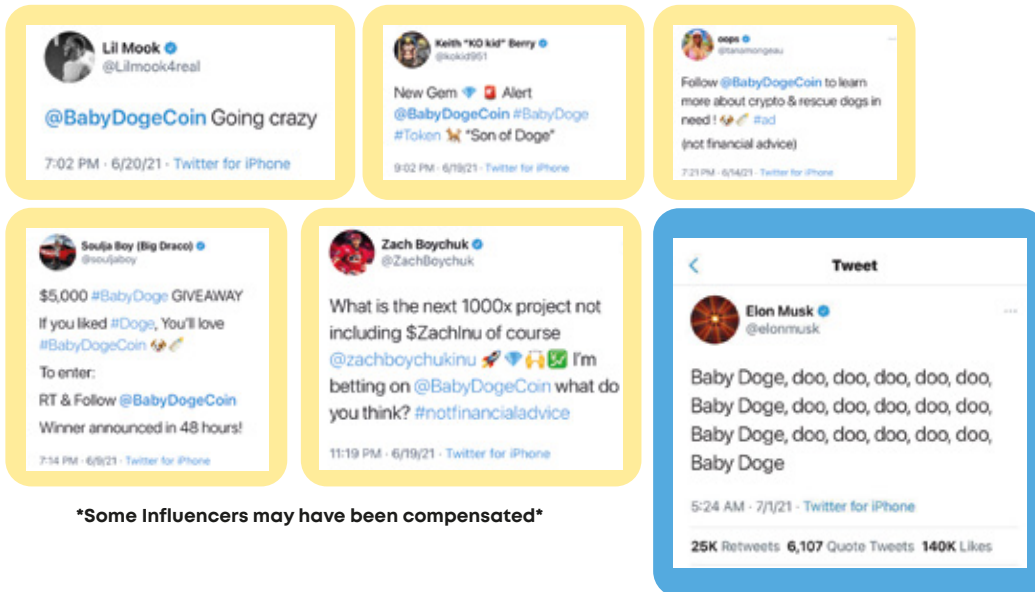 Lil Mook
@Lilmook4real
@BabyDogeCoin Going crazy
7:02 PM · 6/20/21 · Twitter for iPhone
Keith "KO kid" Berry
@kokid951
New Gem 💎 🚨 Alert
@BabyDogeCoin #BabyDoge
#Token 🐕 "Son of Doge"
9:02 PM · 6/19/21 · Twitter for iPhone
oops
@tanamongeau
Follow @BabyDogeCoin to learn
more about crypto & rescue dogs in
need ! 🐶🍼 #ad
(not financial advice)
7:21 PM · 6/14/21 · Twitter for iPhone
Soulja Boy (Big Draco)
@souljaboy
$5,000 #BabyDoge GIVEAWAY
If you liked #Doge, You'll love
#BabyDogeCoin 🐶🍼
To enter:
RT & Follow @BabyDogeCoin
Winner announced in 48 hours!
7:14 PM · 6/9/21 · Twitter for iPhone
Zach Boychuk
@ZachBoychuk
What is the next 1000x project not
including $ZachInu of course
@zachboychukinu 🚀💎🙌💹 I'm
betting on @BabyDogeCoin what do
you think? #notfinancialadvice
11:19 PM · 6/19/21 · Twitter for iPhone
Tweet
Elon Musk
@elonmusk
Baby Doge, doo, doo, doo, doo, doo,
Baby Doge, doo, doo, doo, doo, doo,
Baby Doge, doo, doo, doo, doo, doo,
Baby Doge
5:24 AM · 7/1/21 · Twitter for iPhone
25K Retweets 6,107 Quote Tweets 140K Likes
*Some Influencers may have been compensated*